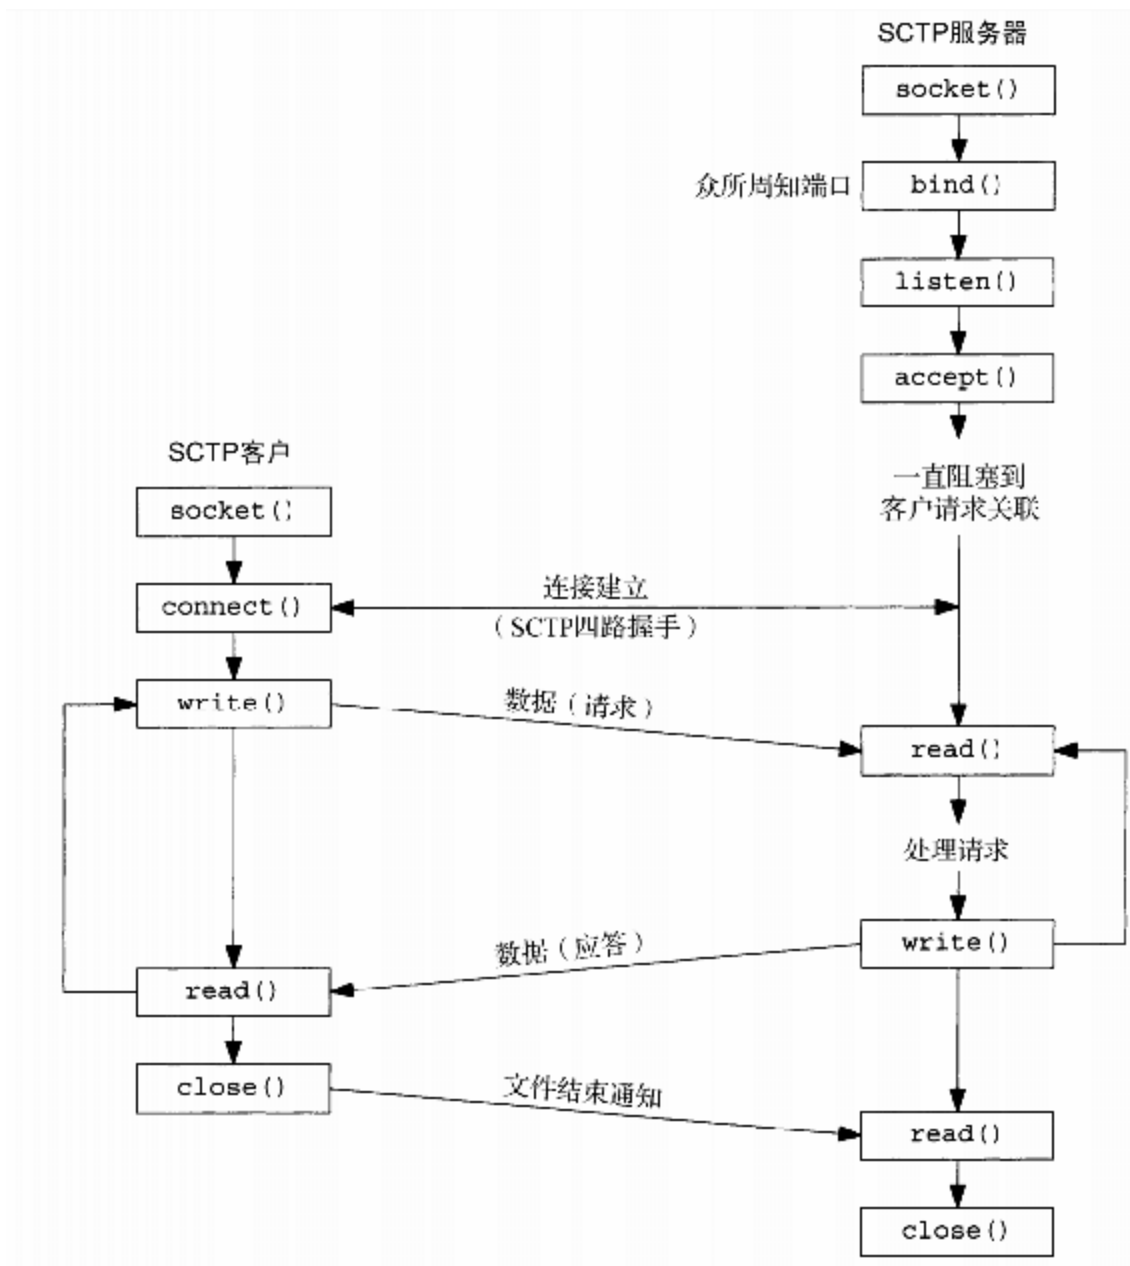 SCTP服务器
socket()
众所周知端口
bind()
listen()
accept()
一直阻塞到
客户请求关联
SCTP客户
socket()
connect()
连接建立
(SCTP四路握手)
write()
数据(请求)
read()
处理请求
write()
数据(应答)
read()
close()
文件结束通知
read()
close()